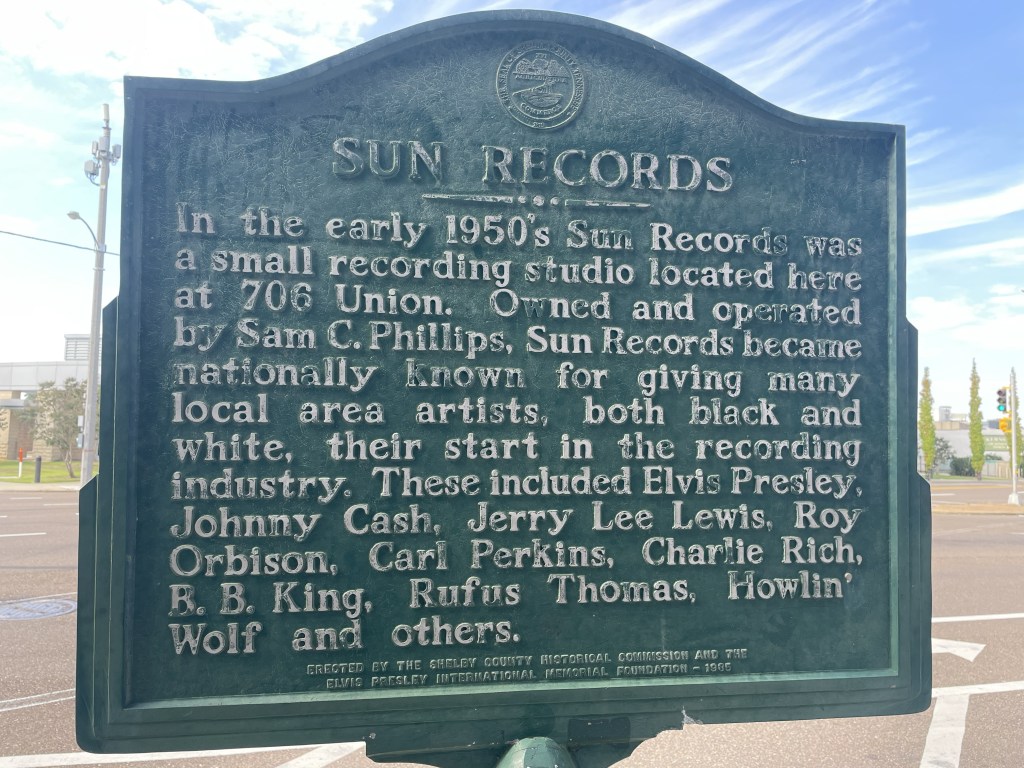 COMMERCE
SUN RECORDS
In the early 1950's Sun Records was
a small recording studio located here
at 706 Union. Owned and operated
by Sam C. Phillips, Sun Records became
nationally known for giving many
local area artists, both black and
white, their start in the recording
industry. These included Elvis Presley,
Johnny Cash, Jerry Lee Lewis, Roy
Orbison, Carl Perkins, Charlie Rich,
B. B. King, Rufus Thomas, Howlin'
Wolf and others.
ERECTED BY THE SHELBY COUNTY HISTORICAL COMMISSION AND THE
ELVIS PRESLEY INTERNATIONAL MEMORIAL FOUNDATION – 1985